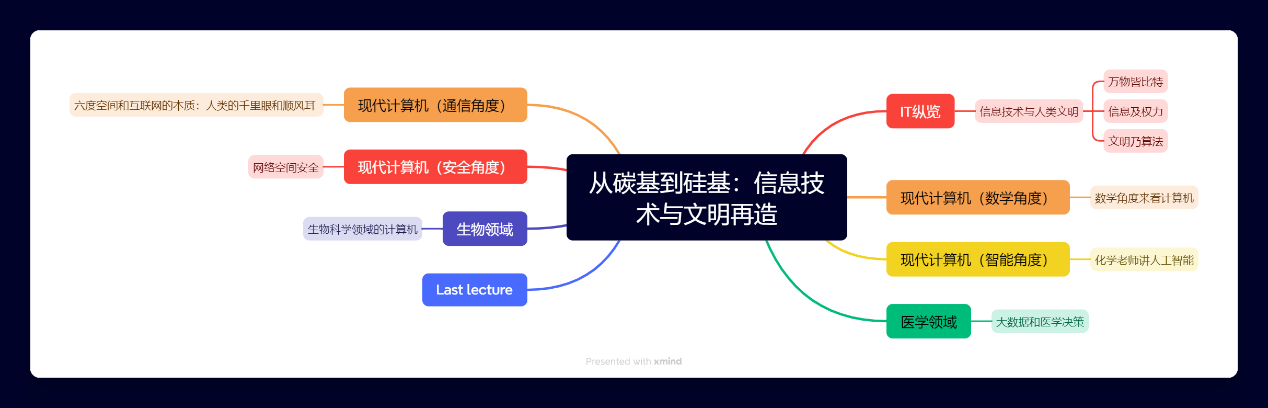 从碳基到硅基：信息技
术与文明再造
IT纵览
信息技术与人类文明
万物皆比特
信息及权力
文明乃算法
现代计算机（数学角度）
数学角度来看计算机
现代计算机（智能角度）
化学老师讲人工智能
医学领域
大数据和医学决策
现代计算机（通信角度）
六度空间和互联网的本质：人类的千里眼和顺风耳
现代计算机（安全角度）
网络空间安全
生物领域
生物科学领域的计算机
Last lecture
Presented with xmind